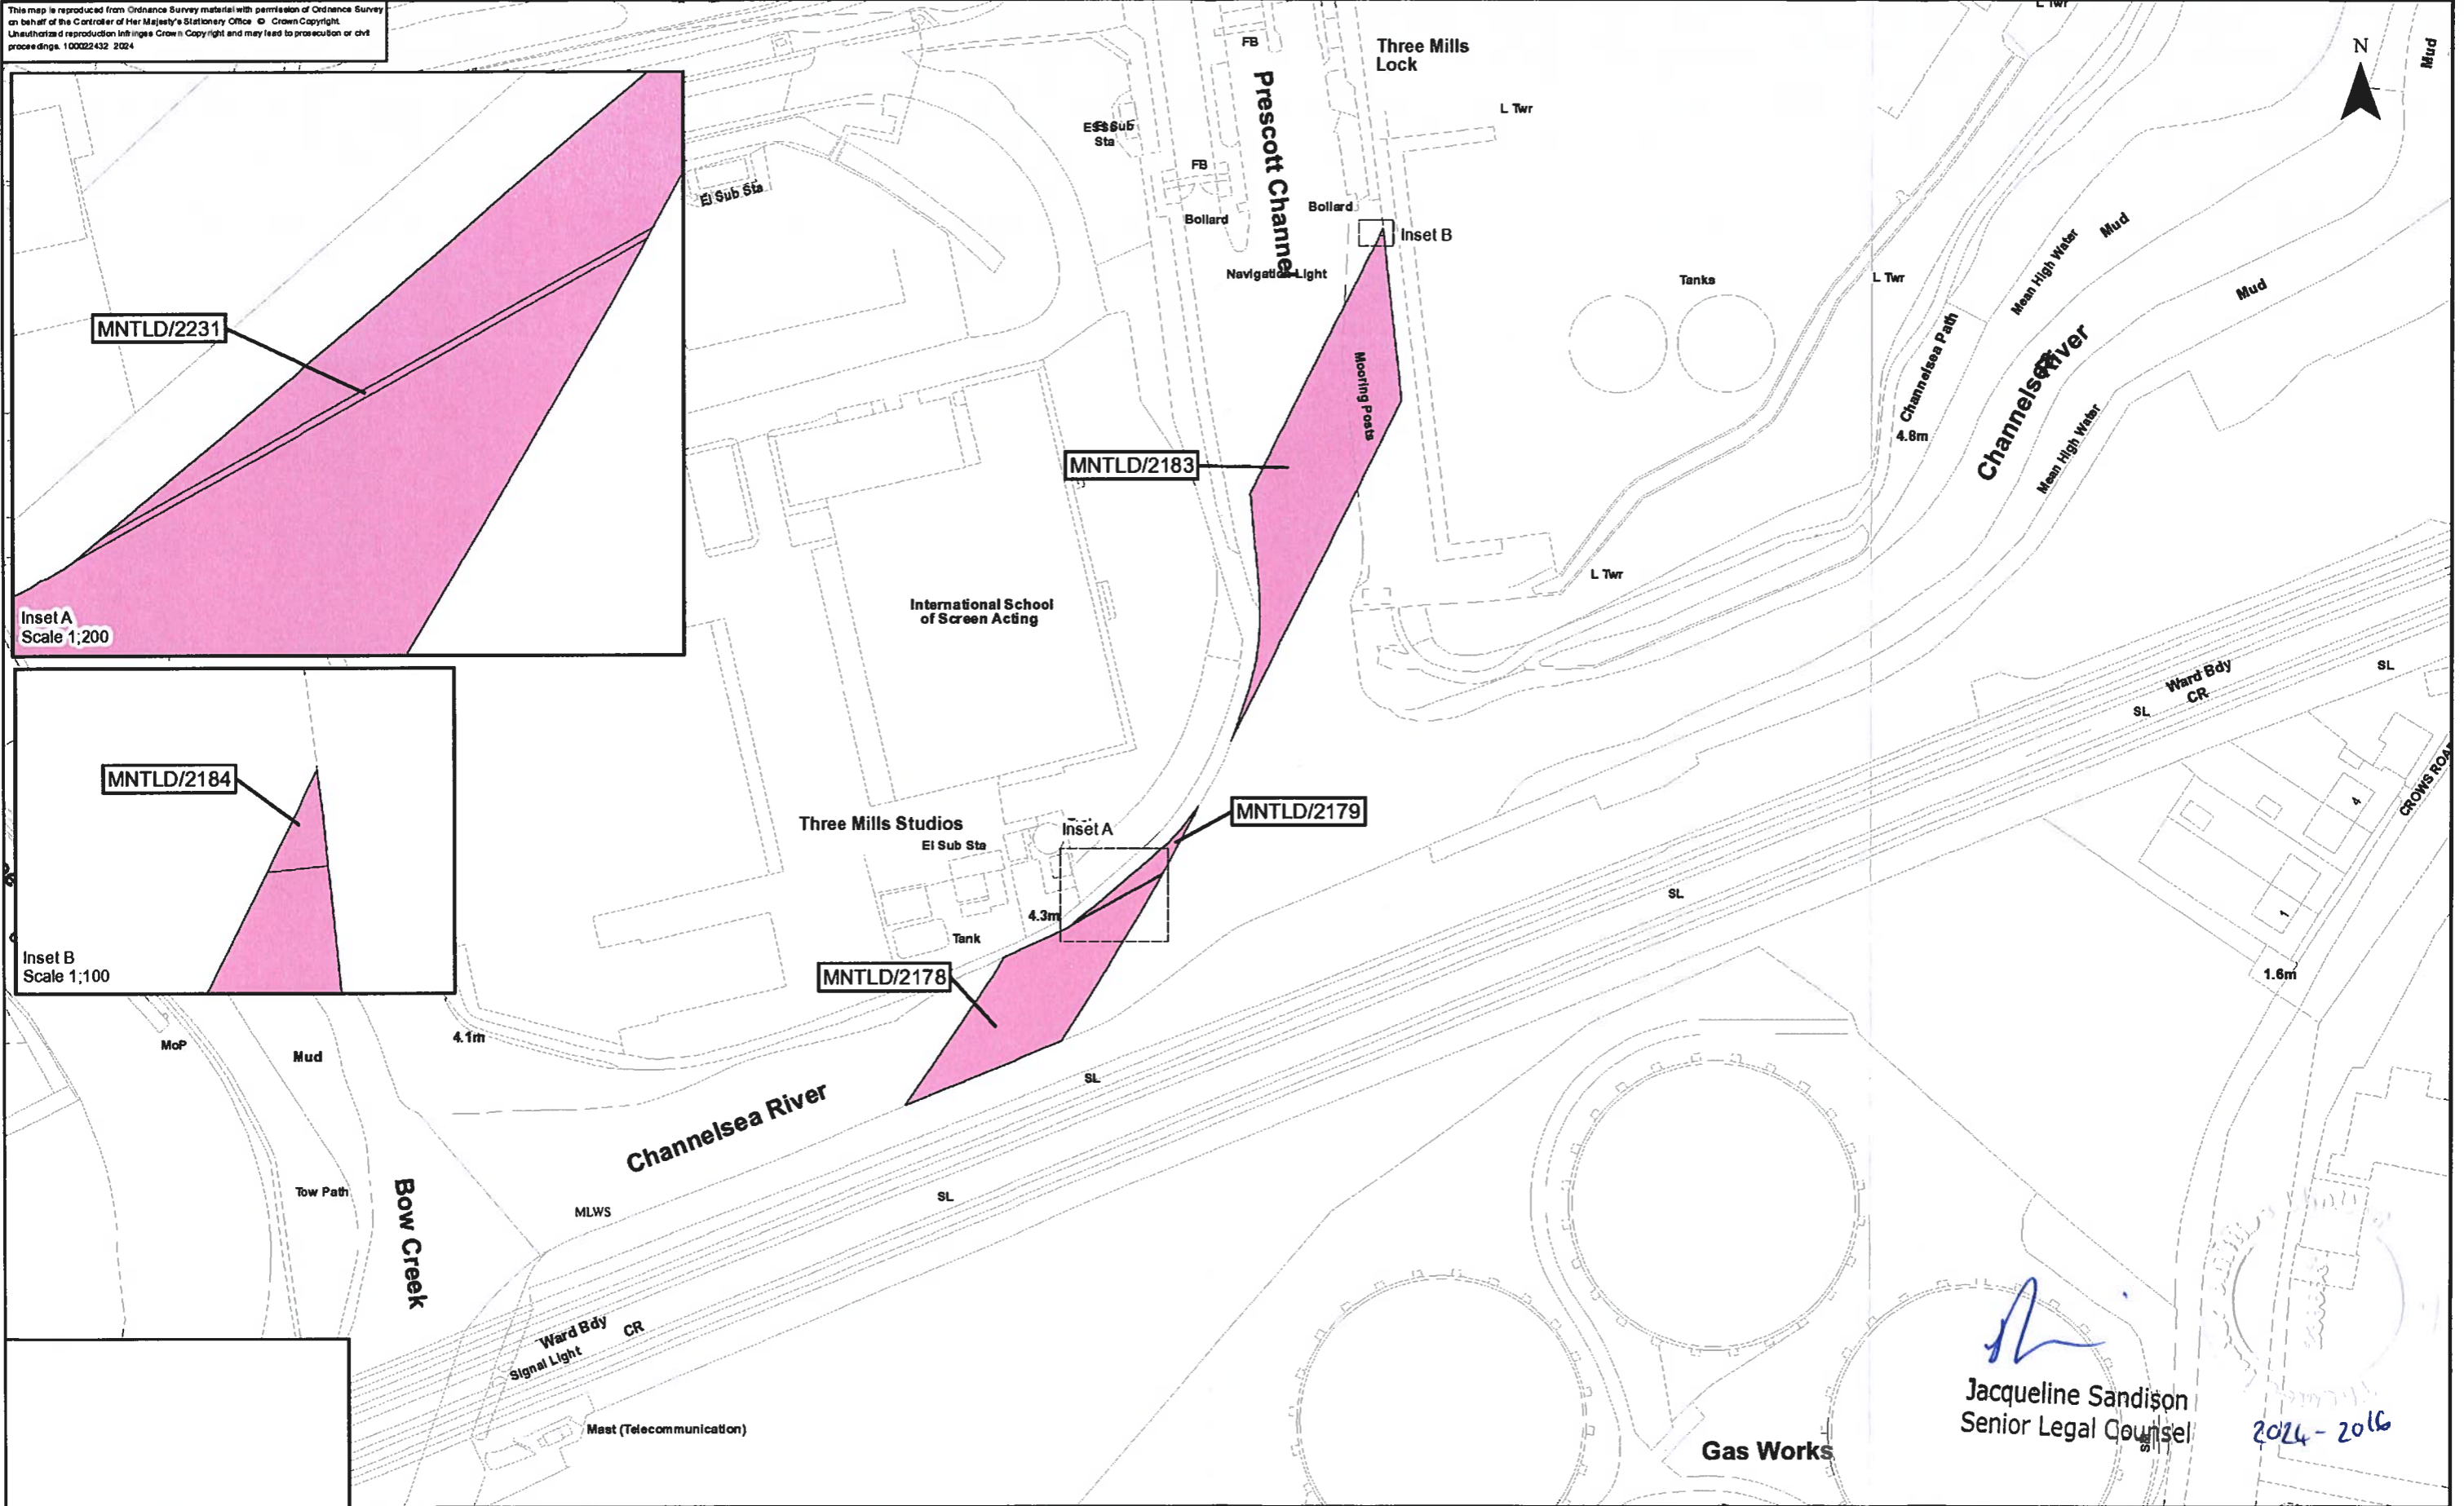 This map is reproduced from Ordnance Survey material with permission of Ordnance Survey
on behalf of the Controller of Her Majesty's Stationery Office © Crown Copyright.
Unauthorized reproduction infringes Crown Copyright and may lead to prosecution or civil
proceedings. 100022432 2024
L Twr
FB
Three Mills
Lock
N
Mud
Prescott Channel
L Twr
Sta
FB
El Sub Sta
Bollard
Bollard
Inset B
Navigation Light
Tanks
L Twr
Mean High Water
Mud
Mud
MNTLD/2231
Mooring Posts
Channelsea Path
Channelsea River
4.8m
Mean High Water
MNTLD/2183
L Twr
International School
of Screen Acting
Inset A
Scale 1;200
Ward Bdy
CR
SL
SL
MNTLD/2184
MNTLD/2179
Three Mills Studios
Inset A
El Sub Sta
4
1
SL
4.3m
Tank
Inset B
Scale 1;100
MNTLD/2178
1.6m
4.1m
MoP
Mud
SL
Channelsea River
Tow Path
SL
MLWS
Bow Creek
Ward Bdy
CR
Signal Light
Mast (Telecommunication)
Jacqueline Sandison
Senior Legal Counsel
2024 - 2016
Gas Works